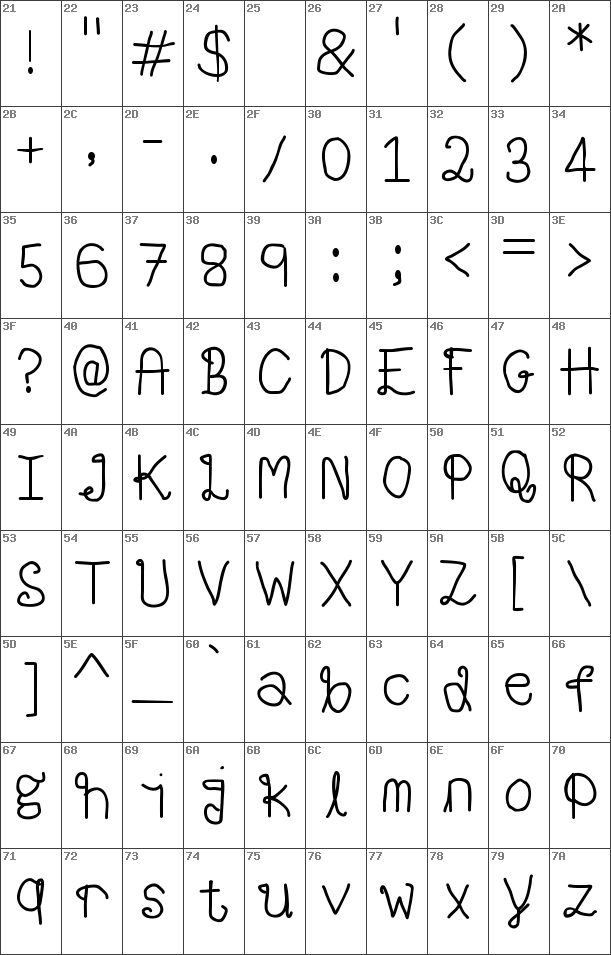 21 22 23 24 25 26 27 28 29 2A
! " # $ & ' ( ) *
2B 2C 2D 2E 2F 30 31 32 33 34
+ , - . / 0 1 2 3 4
35 36 37 38 39 3A 3B 3C 3D 3E
5 6 7 8 9 : ; < = >
3F 40 41 42 43 44 45 46 47 48
? @ A B C D E F G H
49 4A 4B 4C 4D 4E 4F 50 51 52
I J K L M N O P Q R
53 54 55 56 57 58 59 5A 5B 5C
S T U V W X Y Z [ \
5D 5E 5F 60 61 62 63 64 65 66
] ^ _ ` a b c d e f
67 68 69 6A 6B 6C 6D 6E 6F 70
g h i j k l m n o p
71 72 73 74 75 76 77 78 79 7A
q r s t u v w x y z